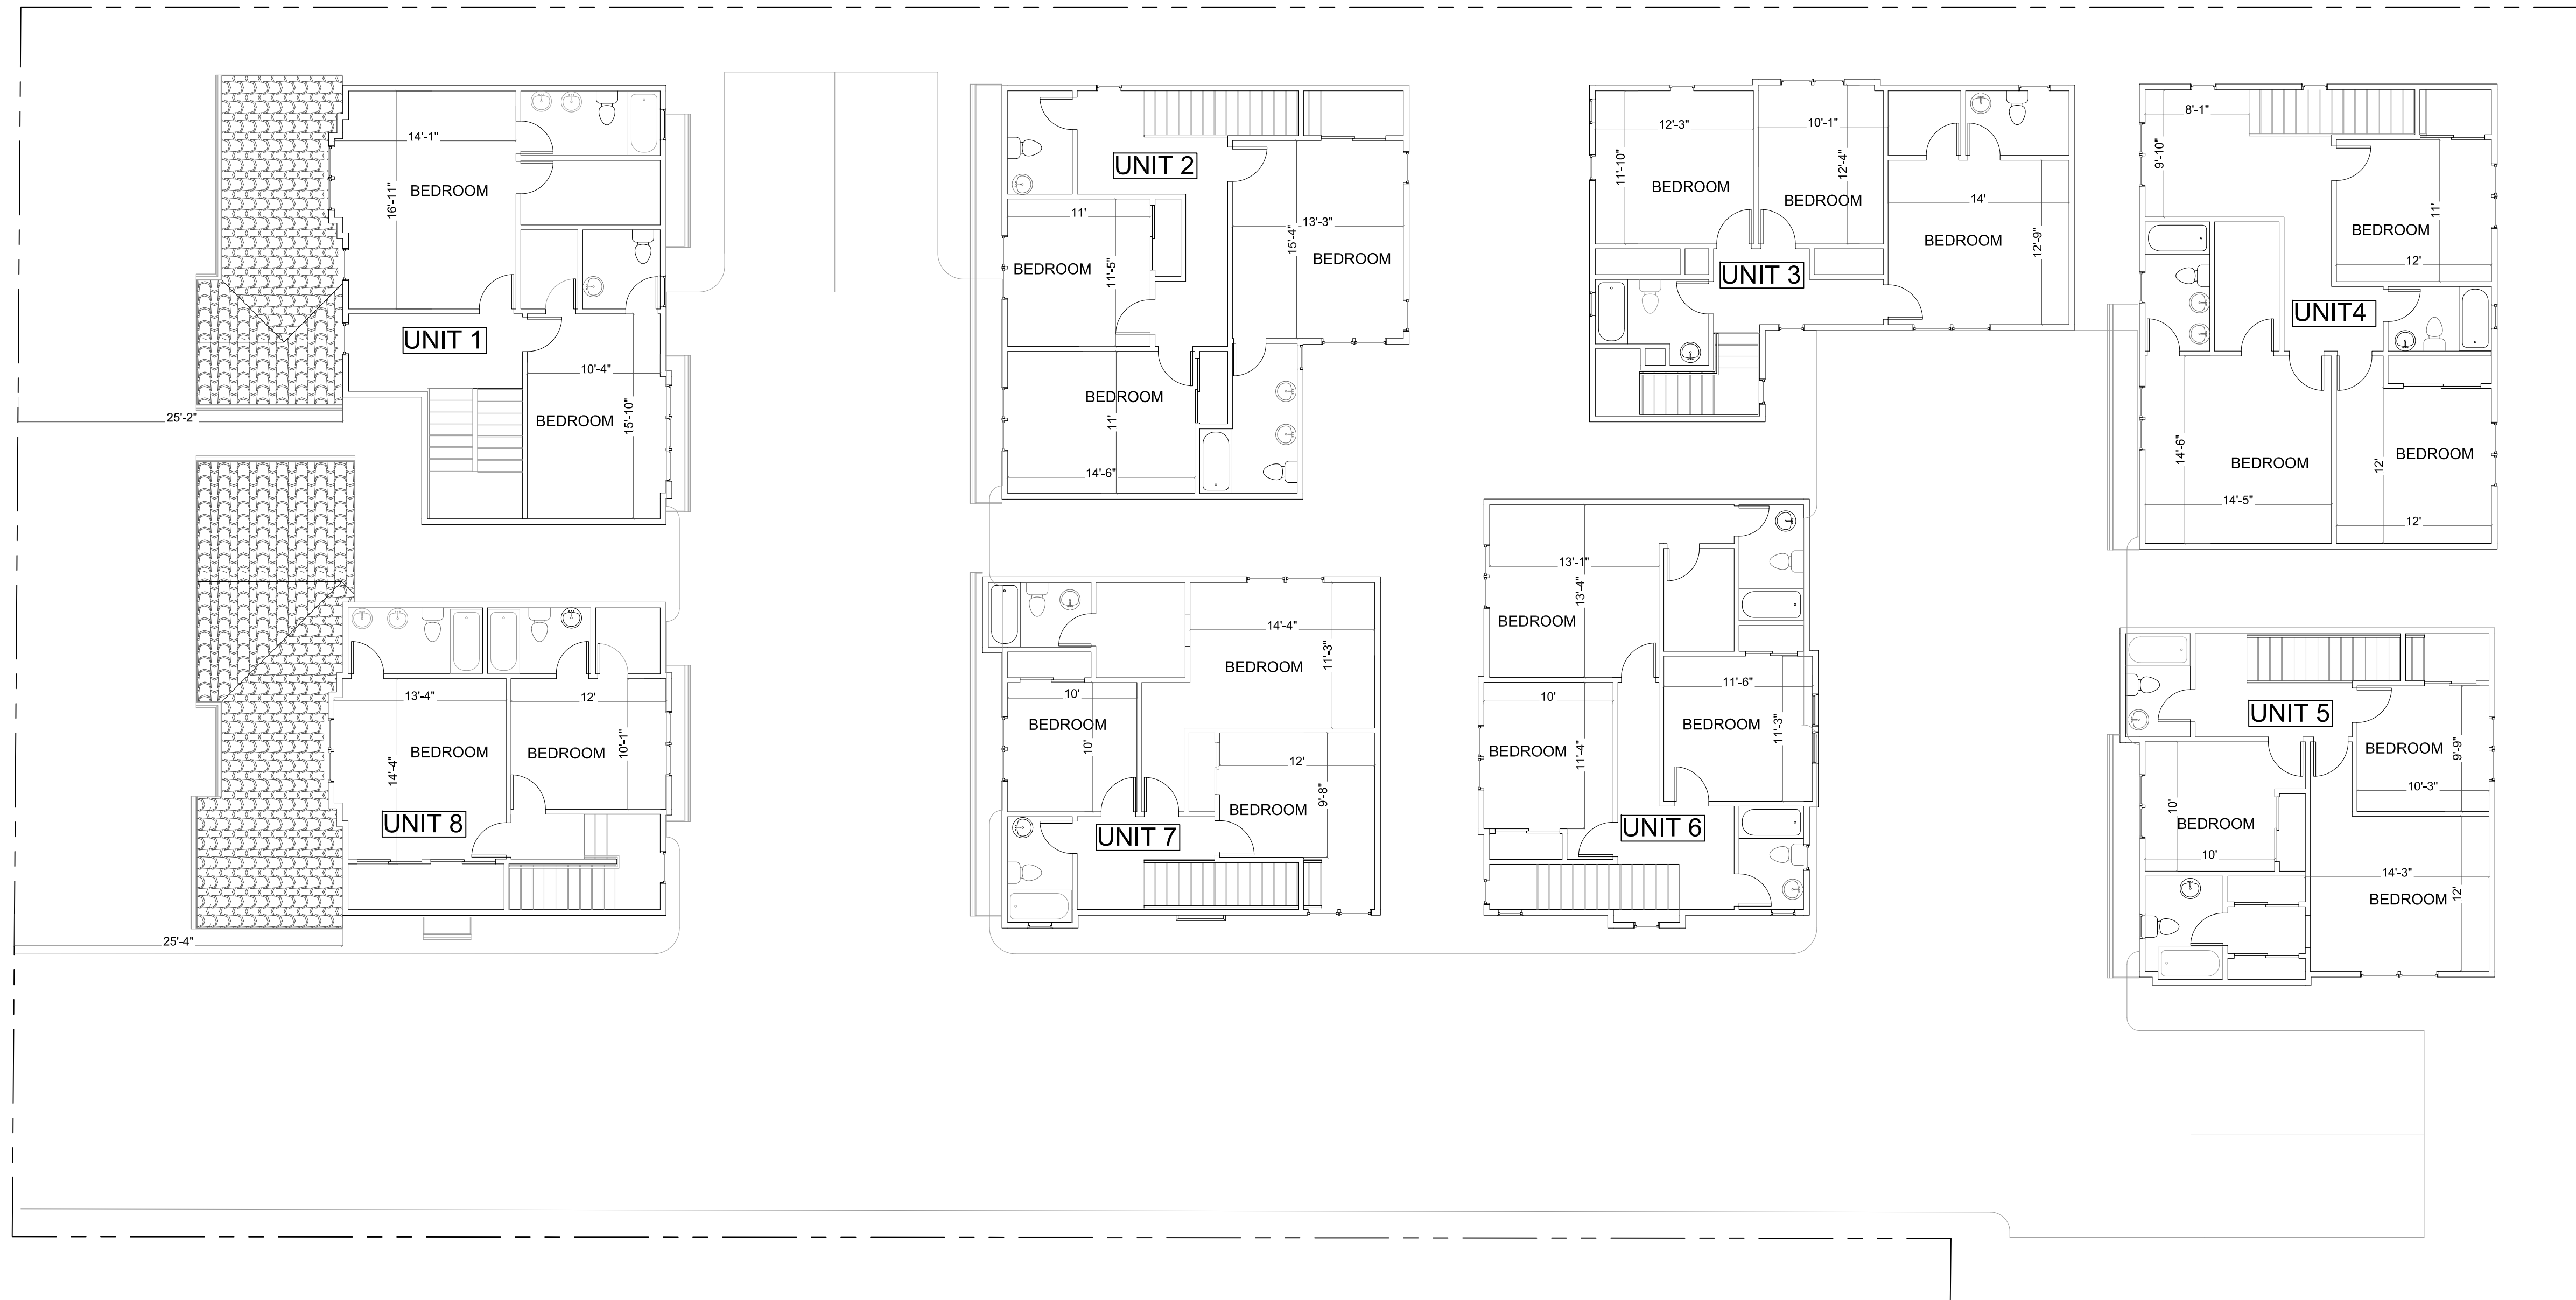 14'-1"
16'-11"
BEDROOM
UNIT 1
10'-4"
BEDROOM
15'-10"
25'-2"
UNIT 2
11'
BEDROOM
11'-5"
13'-3"
15'-4"
BEDROOM
BEDROOM
11'
14'-6"
12'-3"
11'-10"
BEDROOM
10'-1"
12'-4"
BEDROOM
14'
BEDROOM
12'-9"
UNIT 3
8'-1"
9'-10"
BEDROOM
11'
12'
UNIT4
14'-6"
BEDROOM
14'-5"
BEDROOM
12'
12'
13'-4"
BEDROOM
14'-4"
12'
BEDROOM
10'-1"
UNIT 8
25'-4"
14'-4"
BEDROOM
11'-3"
10'
BEDROOM
10'
12'
BEDROOM
9'-8"
UNIT 7
13'-1"
13'-4"
BEDROOM
10'
BEDROOM
11'-4"
11'-6"
BEDROOM
11'-3"
UNIT 6
UNIT 5
BEDROOM
9'-9"
10'-3"
10'
BEDROOM
10'
14'-3"
BEDROOM
12'